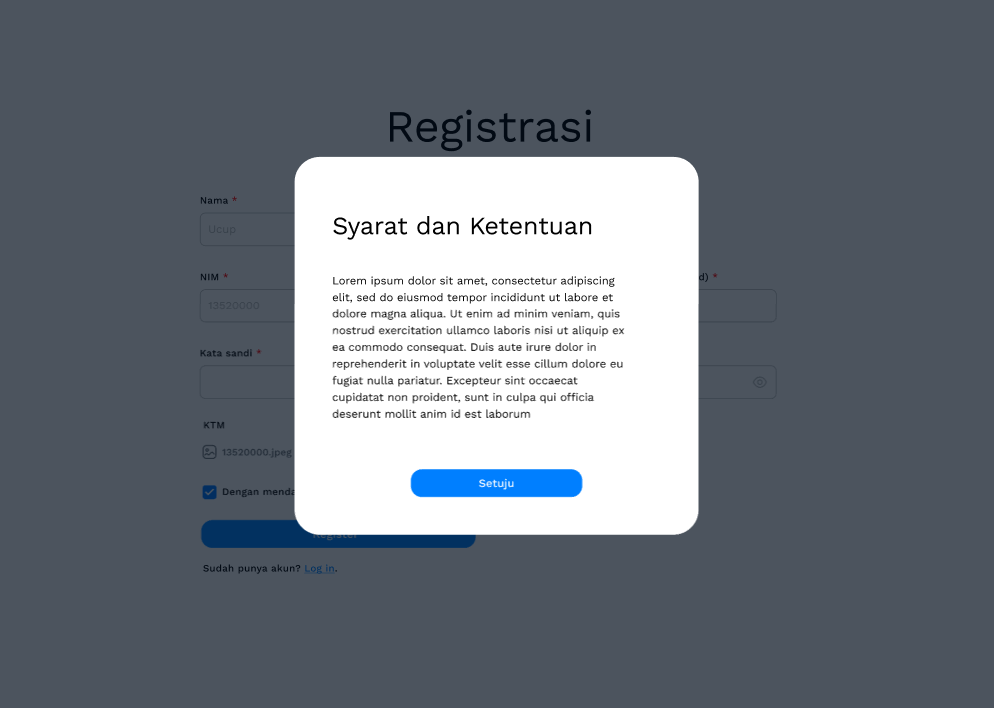 Registrasi
Nama *
Ucup
Syarat dan Ketentuan
NIM *
d) *
13520000
Lorem ipsum dolor sit amet, consectetur adipiscing
elit, sed do eiusmod tempor incididunt ut labore et
dolore magna aliqua. Ut enim ad minim veniam, quis
nostrud exercitation ullamco laboris nisi ut aliquip ex
ea commodo consequat. Duis aute irure dolor in
reprehenderit in voluptate velit esse cillum dolore eu
fugiat nulla pariatur. Excepteur sint occaecat
cupidatat non proident, sunt in culpa qui officia
deserunt mollit anim id est laborum
Kata sandi *
KTM
13520000.jpeg
Setuju
Dengan menda
Register
Sudah punya akun? Log in.